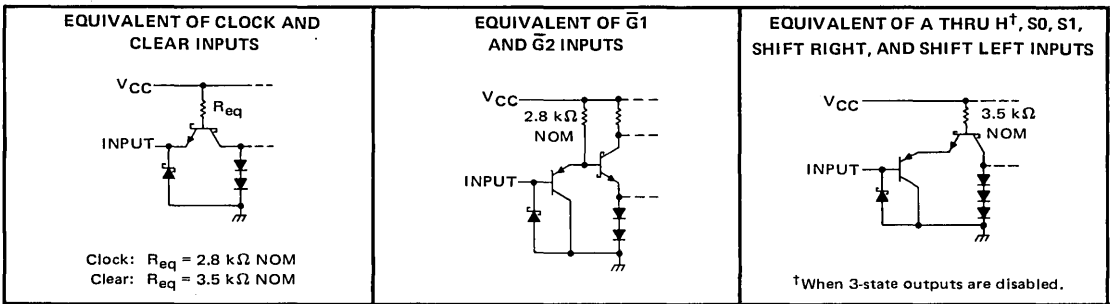 EQUIVALENT OF CLOCK AND
CLEAR INPUTS
VCC
Req
INPUT
Clock: Req = 2.8 kΩ NOM
Clear: Req = 3.5 kΩ NOM
EQUIVALENT OF G̅1
AND G̅2 INPUTS
VCC
2.8 kΩ
NOM
INPUT
EQUIVALENT OF A THRU H†, S0, S1,
SHIFT RIGHT, AND SHIFT LEFT INPUTS
VCC
3.5 kΩ
NOM
INPUT
†When 3-state outputs are disabled.